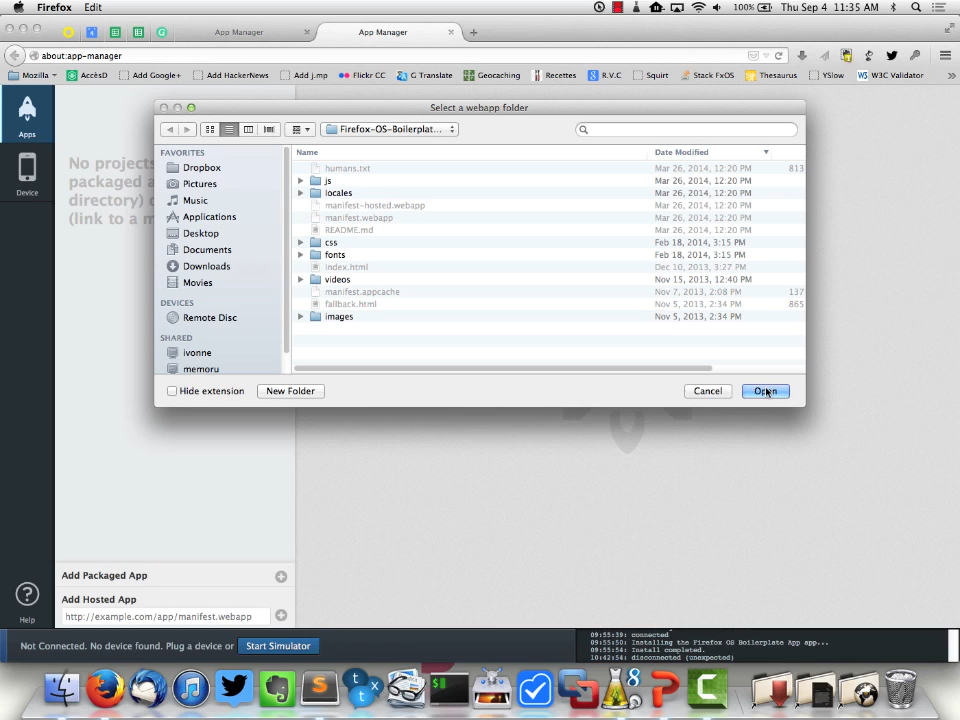 Firefox Edit 100% Thu Sep 4 11:35 AM
App Manager App Manager
about:app-manager
Mozilla AccèsD Add Google+ Add HackerNews Add j.mp Flickr CC G Translate Geocaching Recettes R.V.C Squirt Stack FxOS Thesaurus YSlow W3C Validator
Apps
Device
No projects
packaged a
directory) o
(link to a m
Select a webapp folder
Firefox-OS-Boilerplat...
FAVORITES
Dropbox
Pictures
Music
Applications
Desktop
Documents
Downloads
Movies
DEVICES
Remote Disc
SHARED
ivonne
memoru
Name Date Modified
humans.txt Mar 26, 2014, 12:20 PM 813
js Mar 26, 2014, 12:20 PM
locales Mar 26, 2014, 12:20 PM
manifest-hosted.webapp Mar 26, 2014, 12:20 PM
manifest.webapp Mar 26, 2014, 12:20 PM
README.md Mar 26, 2014, 12:20 PM
css Feb 18, 2014, 3:15 PM
fonts Feb 18, 2014, 3:15 PM
index.html Dec 10, 2013, 3:27 PM
videos Nov 15, 2013, 12:40 PM
manifest.appcache Nov 7, 2013, 2:08 PM 137
fallback.html Nov 5, 2013, 2:34 PM 865
images Nov 5, 2013, 2:34 PM
Hide extension New Folder Cancel Open
Add Packaged App
Add Hosted App
http://example.com/app/manifest.webapp
Help
Not Connected. No device found. Plug a device or Start Simulator
09:55:39: connected
09:55:50: Installing the Firefox OS Boilerplate App app...
09:55:54: Install completed.
10:42:54: disconnected (unexpected)